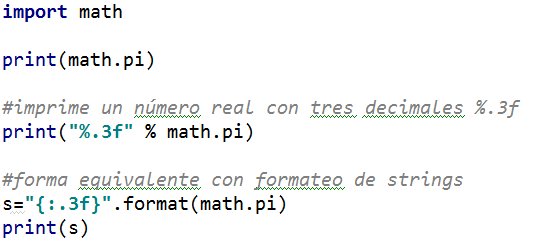 import math
print(math.pi)
#imprime un número real con tres decimales %.3f
print("%.3f" % math.pi)
#forma equivalente con formateo de strings
s="{:.3f}".format(math.pi)
print(s)